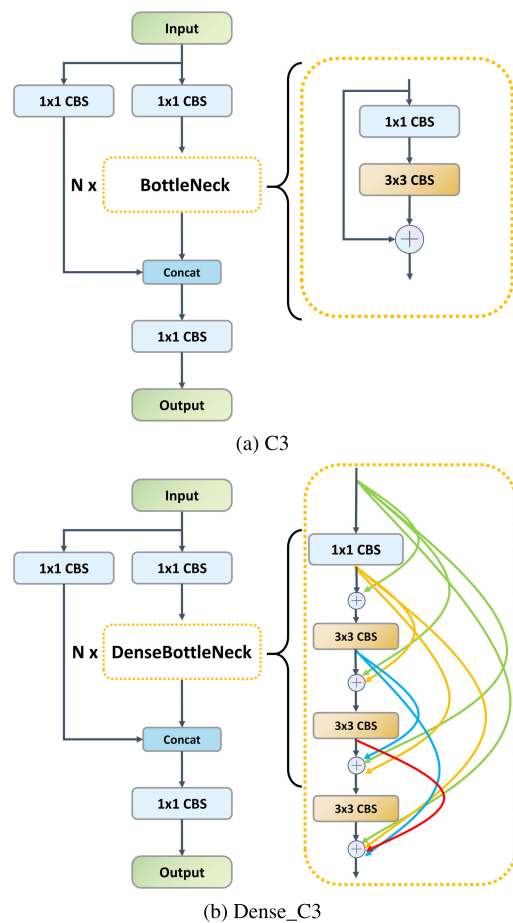 Input
1x1 CBS
1x1 CBS
N x
BottleNeck
Concat
1x1 CBS
Output
1x1 CBS
3x3 CBS
(a) C3
Input
1x1 CBS
1x1 CBS
N x
DenseBottleNeck
Concat
1x1 CBS
Output
1x1 CBS
3x3 CBS
3x3 CBS
3x3 CBS
(b) Dense_C3